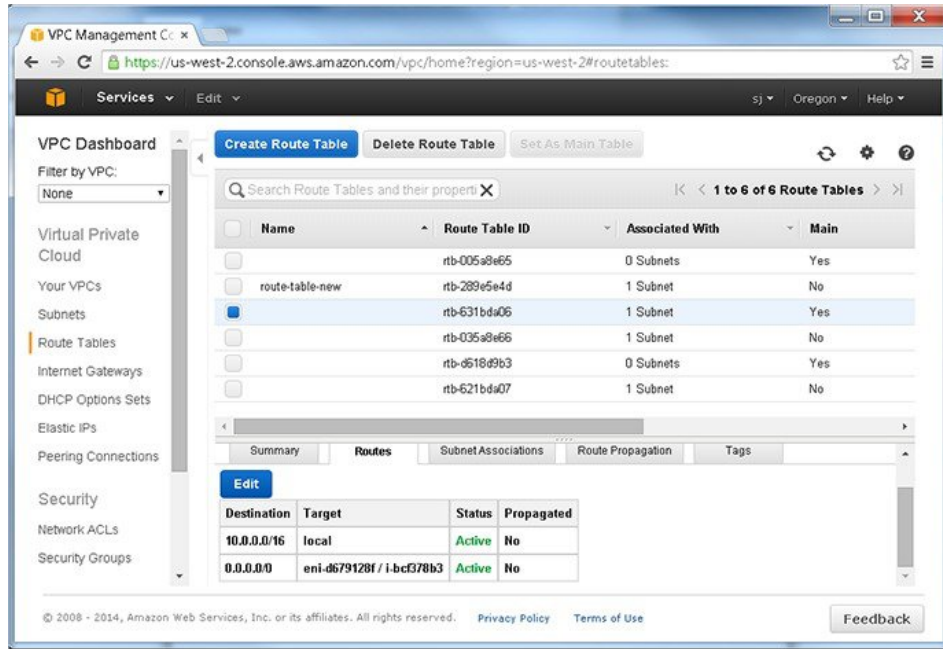 VPC Management Co
https://us-west-2.console.aws.amazon.com/vpc/home?region=us-west-2#routetables:
Services Edit sj Oregon Help
VPC Dashboard
Filter by VPC:
None
Virtual Private
Cloud
Your VPCs
Subnets
Route Tables
Internet Gateways
DHCP Options Sets
Elastic IPs
Peering Connections
Security
Network ACLs
Security Groups
Create Route Table Delete Route Table Set As Main Table
Search Route Tables and their properti X
1 to 6 of 6 Route Tables
Name Route Table ID Associated With Main
rtb-005a8e65 0 Subnets Yes
route-table-new rtb-289e5e4d 1 Subnet No
rtb-631bda06 1 Subnet Yes
rtb-035a8e66 1 Subnet No
rtb-d618d9b3 0 Subnets Yes
rtb-621bda07 1 Subnet No
Summary Routes Subnet Associations Route Propagation Tags
Edit
Destination Target Status Propagated
10.0.0.0/16 local Active No
0.0.0.0/0 eni-d679128f / i-bcf378b3 Active No
© 2008 - 2014, Amazon Web Services, Inc. or its affiliates. All rights reserved. Privacy Policy Terms of Use
Feedback